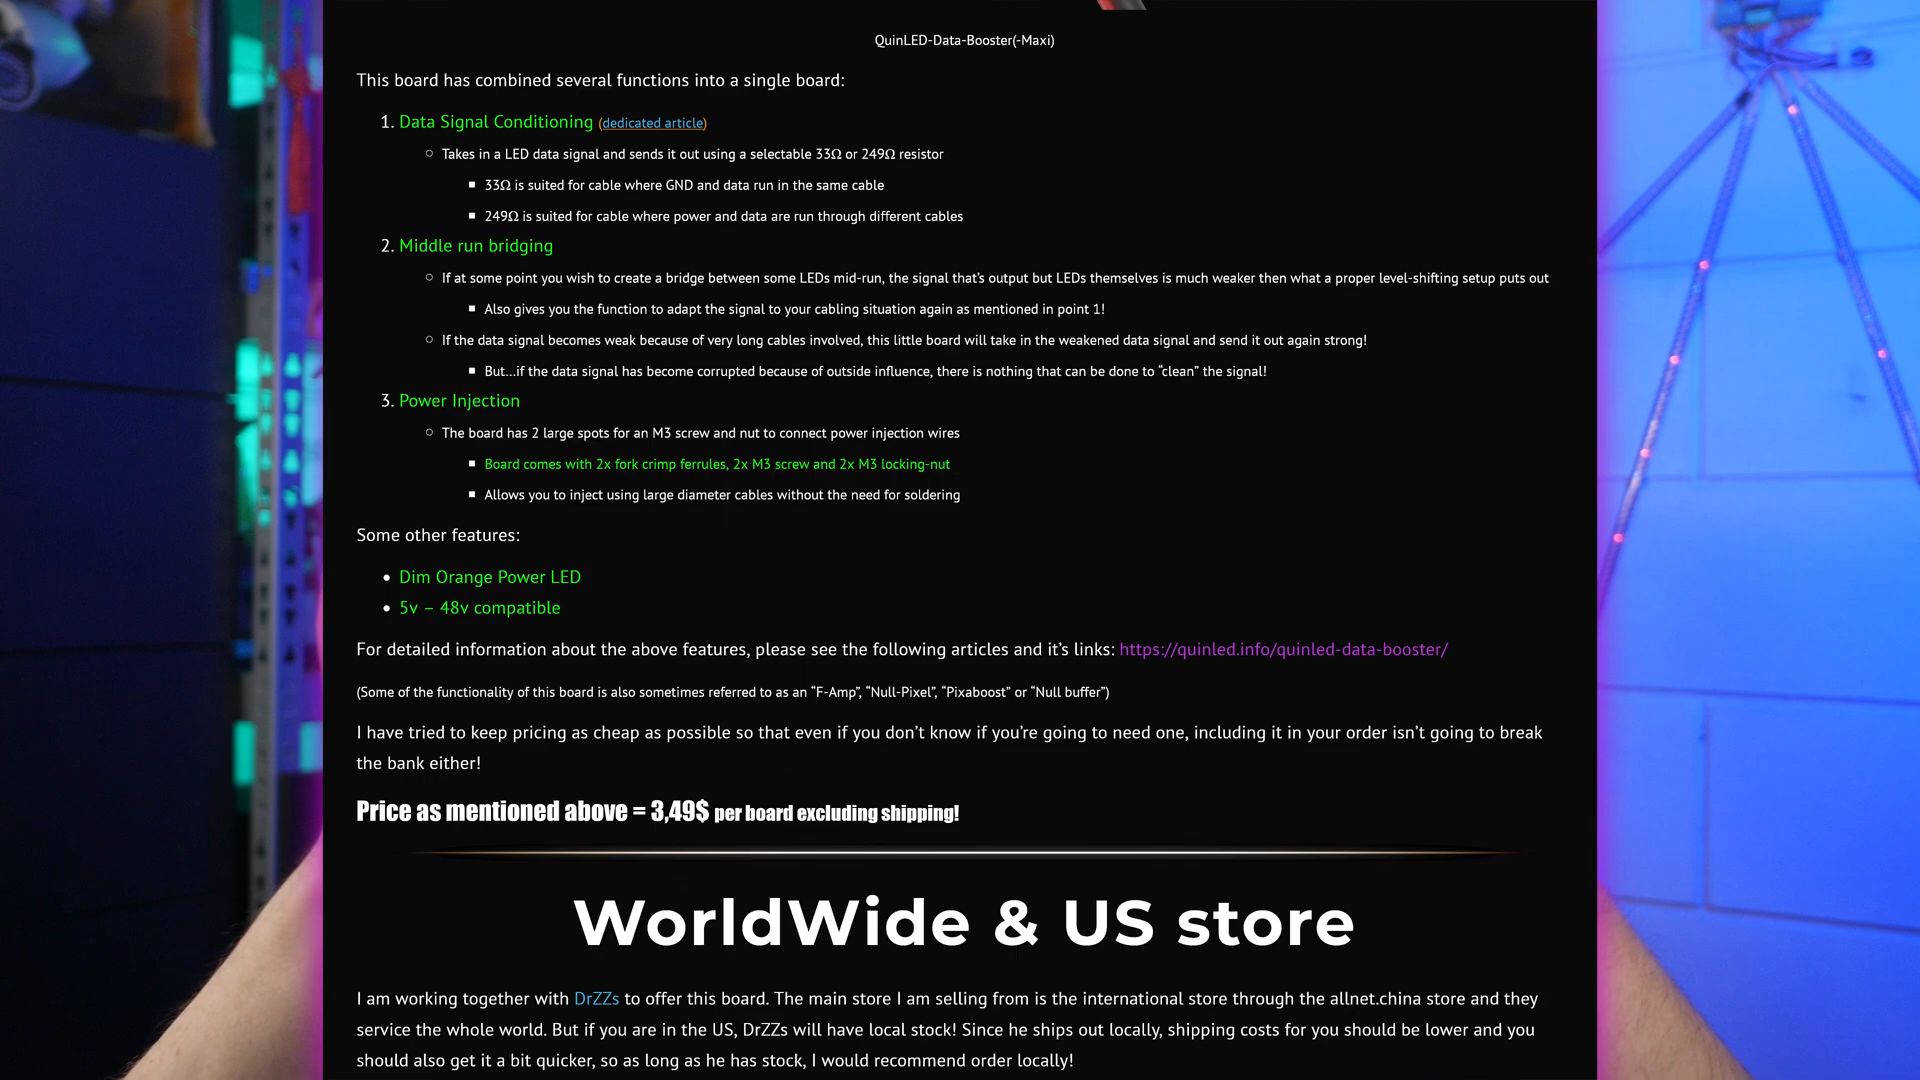 QuinLED-Data-Booster(-Maxi)
This board has combined several functions into a single board:
1. Data Signal Conditioning (dedicated article)
Takes in a LED data signal and sends it out using a selectable 33Ω or 249Ω resistor
33Ω is suited for cable where GND and data run in the same cable
249Ω is suited for cable where power and data are run through different cables
2. Middle run bridging
If at some point you wish to create a bridge between some LEDs mid-run, the signal that's output but LEDs themselves is much weaker then what a proper level-shifting setup puts out
Also gives you the function to adapt the signal to your cabling situation again as mentioned in point 1!
If the data signal becomes weak because of very long cables involved, this little board will take in the weakened data signal and send it out again strong!
But...if the data signal has become corrupted because of outside influence, there is nothing that can be done to “clean” the signal!
3. Power Injection
The board has 2 large spots for an M3 screw and nut to connect power injection wires
Board comes with 2x fork crimp ferrules, 2x M3 screw and 2x M3 locking-nut
Allows you to inject using large diameter cables without the need for soldering
Some other features:
Dim Orange Power LED
5v – 48v compatible
For detailed information about the above features, please see the following articles and it's links: https://quinled.info/quinled-data-booster/
(Some of the functionality of this board is also sometimes referred to as an “F-Amp”, “Null-Pixel”, “Pixaboost” or “Null buffer”)
I have tried to keep pricing as cheap as possible so that even if you don't know if you're going to need one, including it in your order isn't going to break
the bank either!
Price as mentioned above = 3,49$ per board excluding shipping!
WorldWide & US store
I am working together with DrZZs to offer this board. The main store I am selling from is the international store through the allnet.china store and they
service the whole world. But if you are in the US, DrZZs will have local stock! Since he ships out locally, shipping costs for you should be lower and you
should also get it a bit quicker, so as long as he has stock, I would recommend order locally!